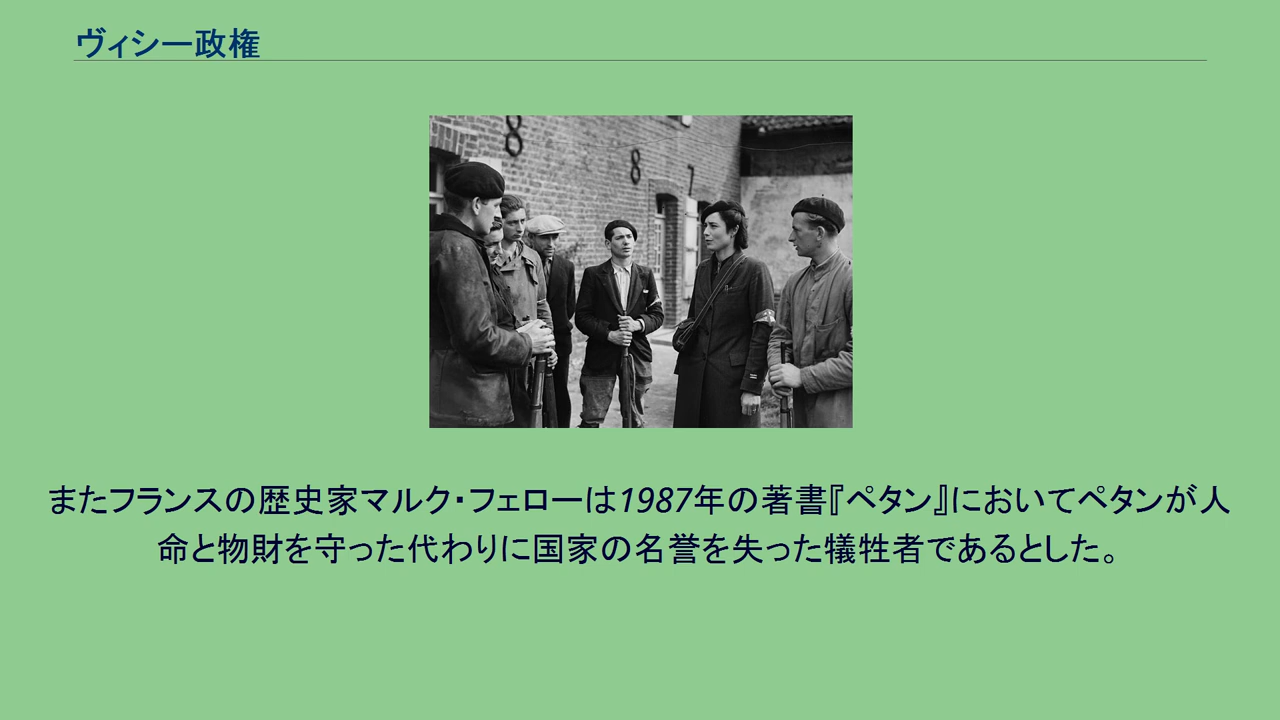 ヴィシー政権
8
8
7
またフランスの歴史家マルク・フェローは1987年の著書『ペタン』においてペタンが人
命と物財を守った代わりに国家の名誉を失った犠牲者であるとした。